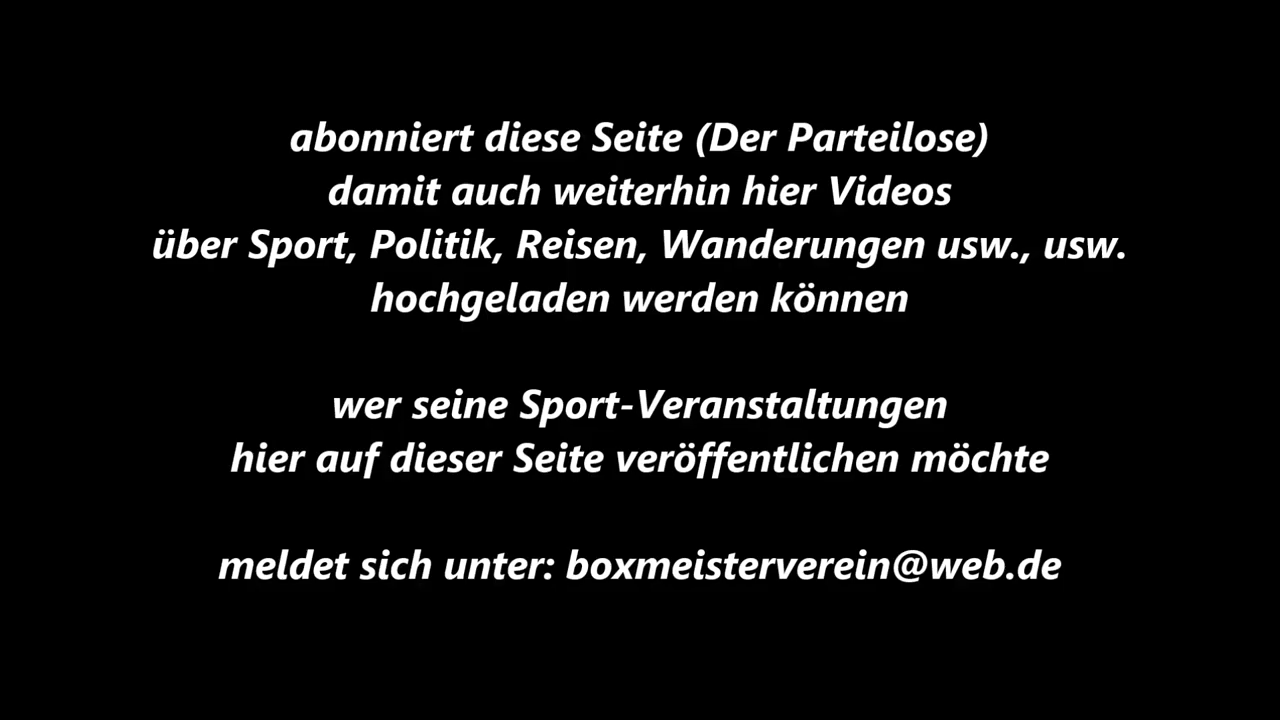 abonniert diese Seite (Der Parteilose)
damit auch weiterhin hier Videos
über Sport, Politik, Reisen, Wanderungen usw., usw.
hochgeladen werden können
wer seine Sport-Veranstaltungen
hier auf dieser Seite veröffentlichen möchte
meldet sich unter: boxmeisterverein@web.de